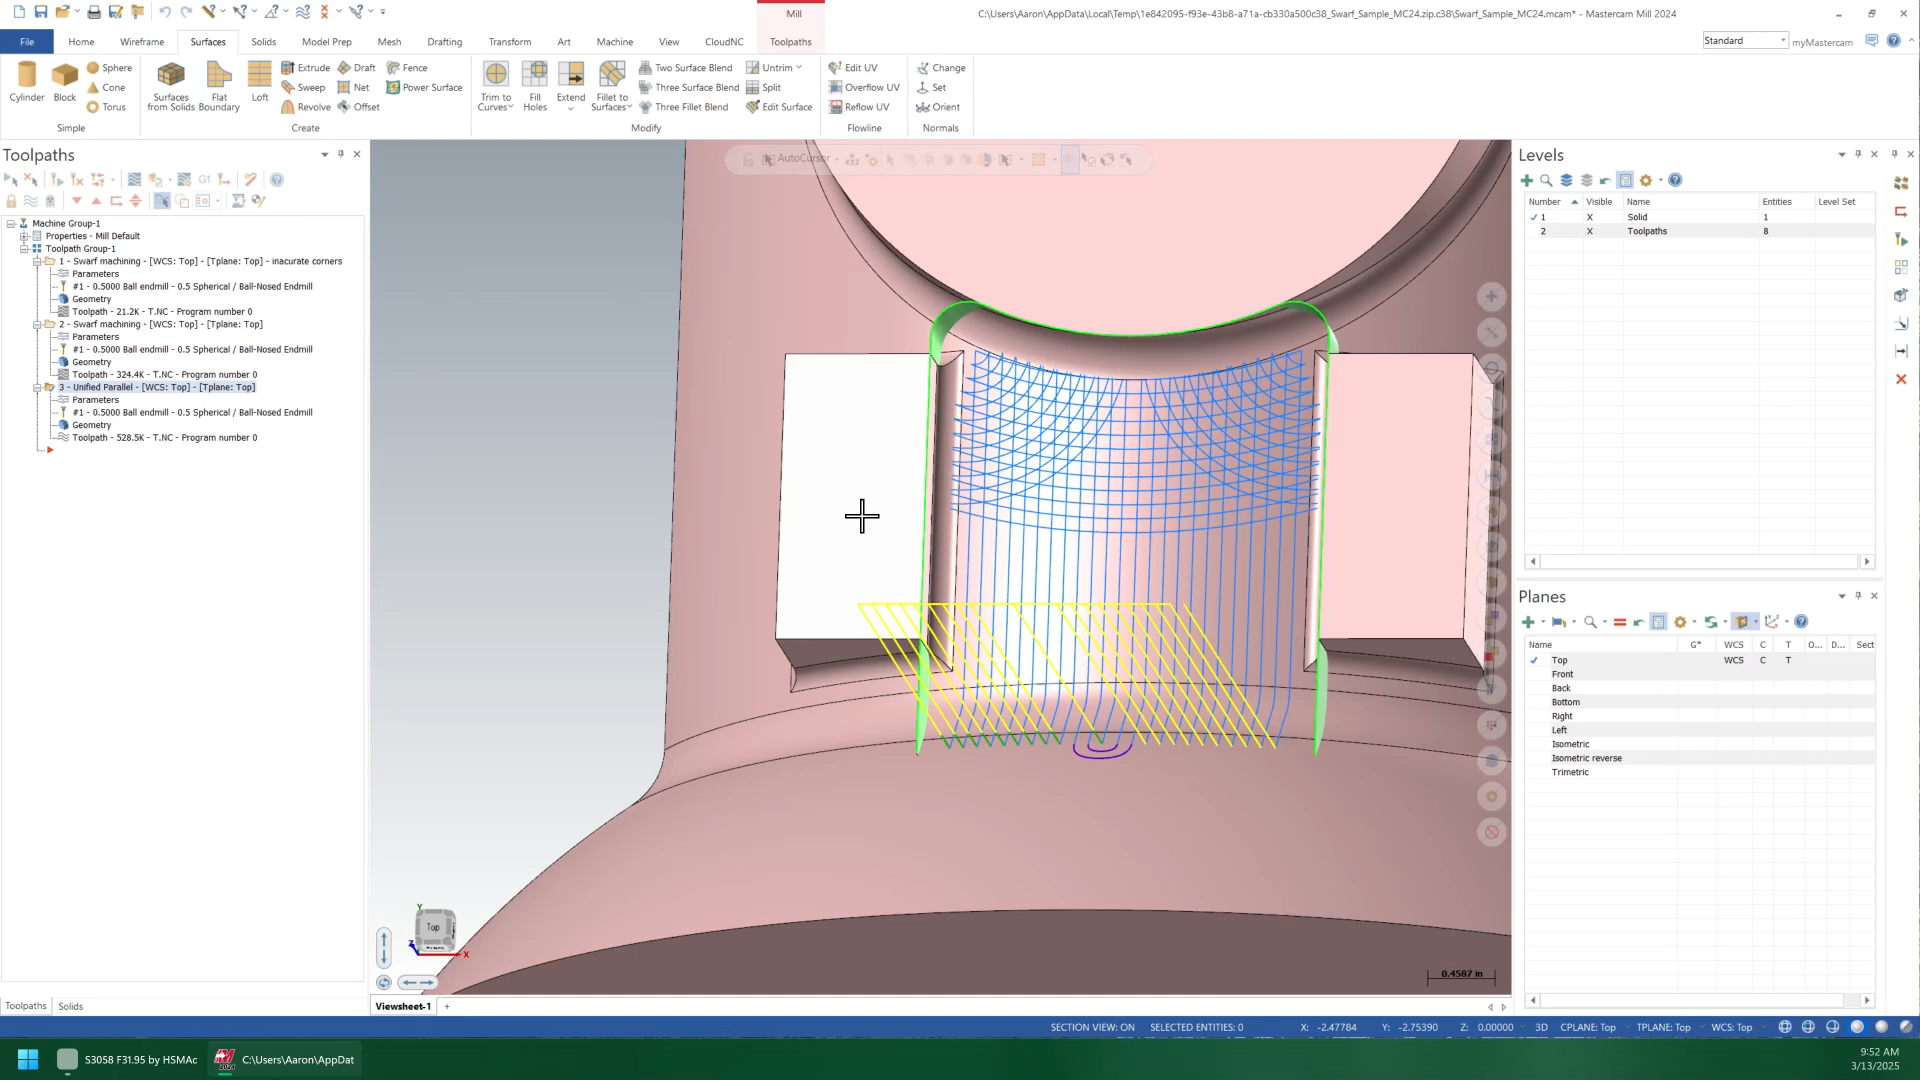 Mill
C:\Users\Aaron\AppData\Local\Temp\1e842095-f93e-43b8-a71a-cb330a500c38_Swarf_Sample_MC24.zip.c38\Swarf_Sample_MC24.mcam* - Mastercam Mill 2024
File Home Wireframe Surfaces Solids Model Prep Mesh Drafting Transform Art Machine View CloudNC Toolpaths
Standard myMastercam
Cylinder Block Sphere Cone Torus
Simple
Surfaces from Solids Flat Boundary Loft Extrude Sweep Revolve Draft Net Offset Fence Power Surface
Create
Trim to Curves Fill Holes Extend Fillet to Surfaces Two Surface Blend Three Surface Blend Three Fillet Blend Untrim Split Edit Surface
Modify
Edit UV Overflow UV Reflow UV
Flowline
Change Set Orient
Normals
Toolpaths
G1
Machine Group-1
Properties - Mill Default
Toolpath Group-1
1 - Swarf machining - [WCS: Top] - [Tplane: Top] - inacurate corners
Parameters
#1 - 0.5000 Ball endmill - 0.5 Spherical / Ball-Nosed Endmill
Geometry
Toolpath - 21.2K - T.NC - Program number 0
2 - Swarf machining - [WCS: Top] - [Tplane: Top]
Parameters
#1 - 0.5000 Ball endmill - 0.5 Spherical / Ball-Nosed Endmill
Geometry
Toolpath - 324.4K - T.NC - Program number 0
3 - Unified Parallel - [WCS: Top] - [Tplane: Top]
Parameters
#1 - 0.5000 Ball endmill - 0.5 Spherical / Ball-Nosed Endmill
Geometry
Toolpath - 528.5K - T.NC - Program number 0
Toolpaths Solids
AutoCursor
Top
Y
Z
X
0.4587 in
Viewsheet-1 +
Levels
Number Visible Name Entities Level Set
1 X Solid 1
2 X Toolpaths 8
Planes
Name G* WCS C T O... D... Sect
Top WCS C T
Front
Back
Bottom
Right
Left
Isometric
Isometric reverse
Trimetric
SECTION VIEW: ON SELECTED ENTITIES: 0 X: -2.47784 Y: -2.75390 Z: 0.00000 3D CPLANE: Top TPLANE: Top WCS: Top
S3058 F31.95 by HSMAc
C:\Users\Aaron\AppDat
9:52 AM
3/13/2025